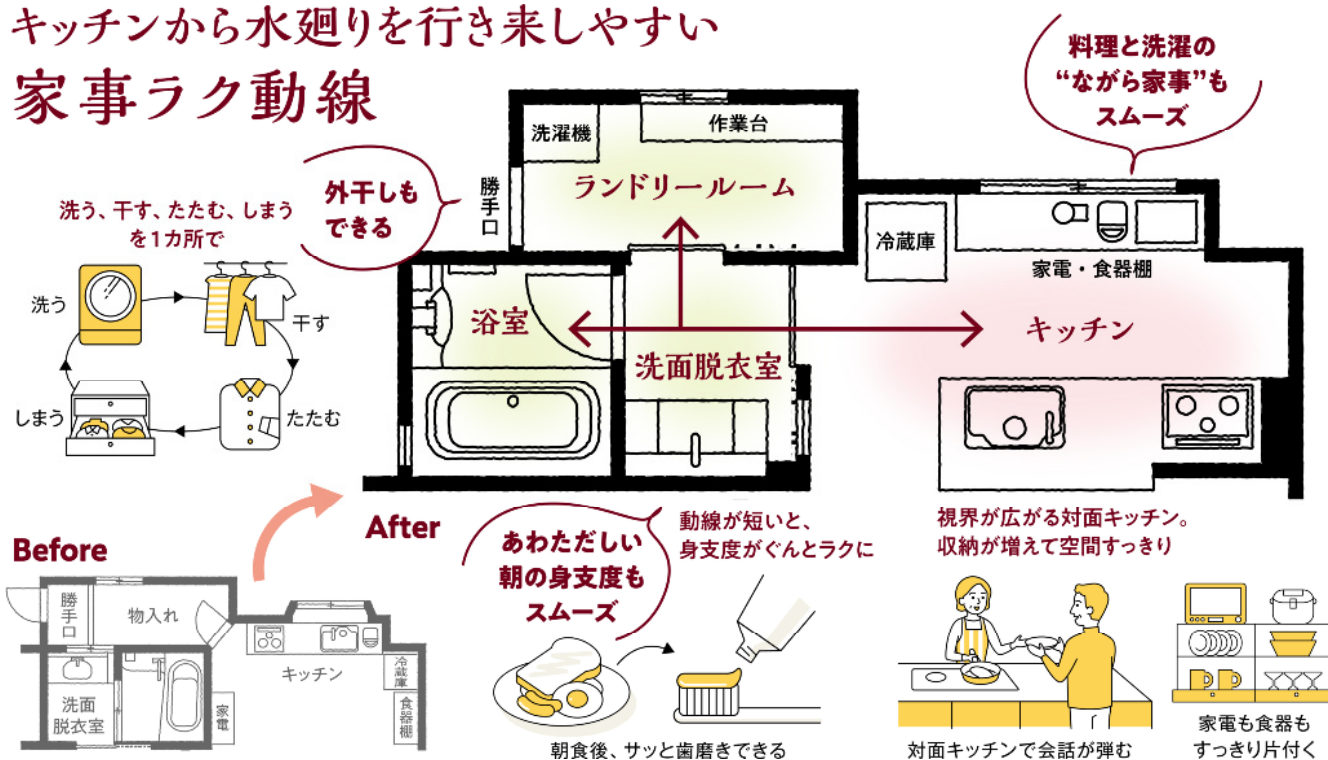 キッチンから水廻りを行き来しやすい
家事ラク動線
料理と洗濯の
“ながら家事”も
スムーズ
洗濯機
作業台
ランドリールーム
勝手口
外干しも
できる
洗う、干す、たたむ、しまう
を1カ所で
洗う
干す
たたむ
しまう
冷蔵庫
家電・食器棚
浴室
キッチン
洗面脱衣室
Before
After
勝手口
物入れ
キッチン
冷蔵庫
食器棚
家電
洗面
脱衣室
あわただしい
朝の身支度も
スムーズ
動線が短いと、
身支度がぐんとラクに
朝食後、サッと歯磨きできる
視界が広がる対面キッチン。
収納が増えて空間すっきり
対面キッチンで会話が弾む
家電も食器も
すっきり片付く